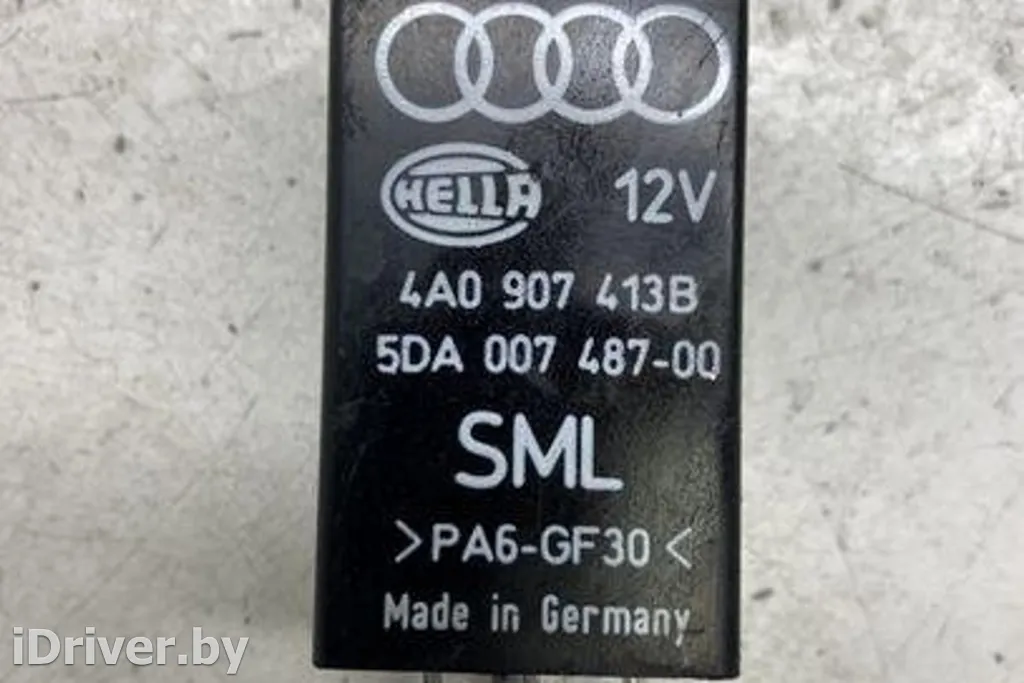 HELLA 12V
4A0 907 413B
5DA 007 487-00
SML
>PA6-GF30<
Made in Germany
iDriver.by